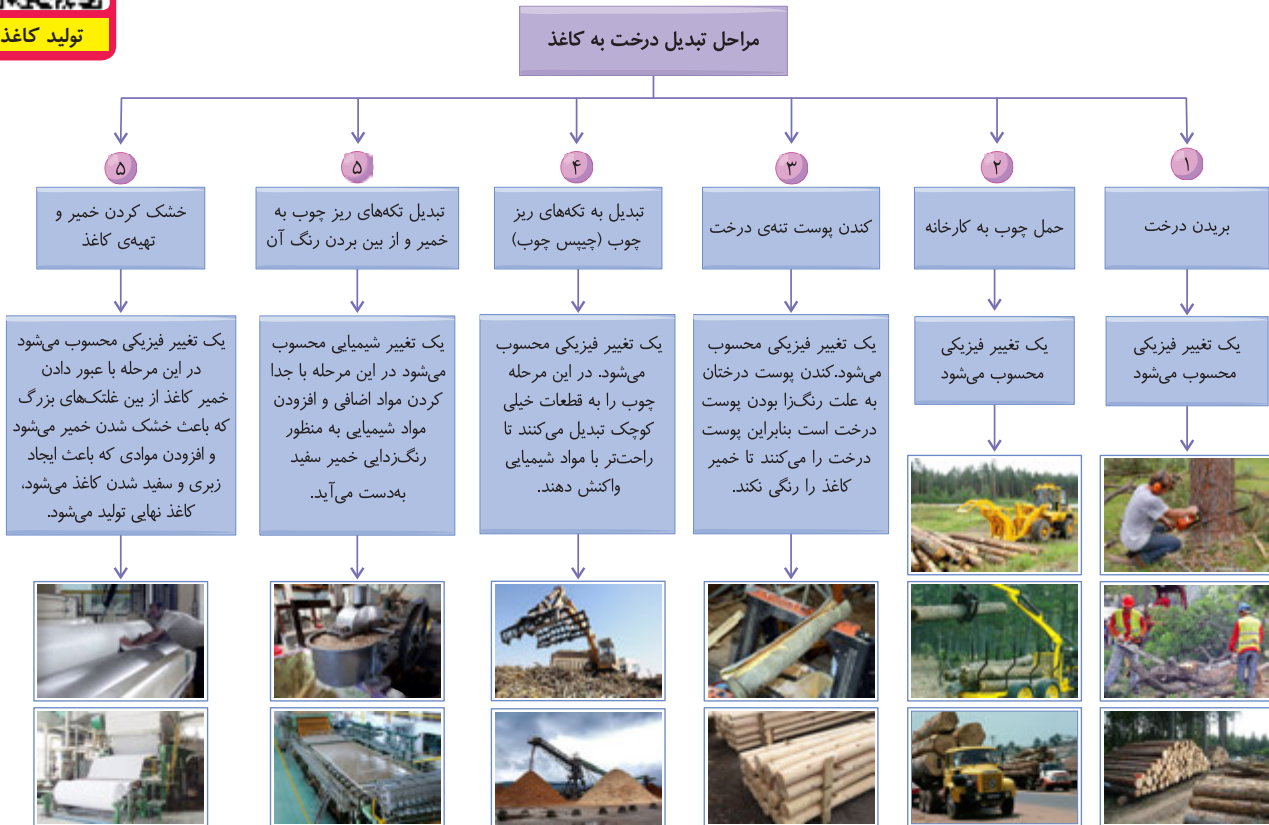 تولید کاغذ
مراحل تبدیل درخت به کاغذ
۱
بریدن درخت
یک تغییر فیزیکی
محسوب می‌شود
۲
حمل چوب به کارخانه
یک تغییر فیزیکی
محسوب می‌شود
۳
کندن پوست تنه‌ی درخت
یک تغییر فیزیکی محسوب
می‌شود.کندن پوست درختان
به علت رنگ‌زا بودن پوست
درخت است بنابراین پوست
درخت را می‌کنند تا خمیر
کاغذ را رنگی نکند.
۴
تبدیل به تکه‌های ریز
چوب (چیپس چوب)
یک تغییر فیزیکی محسوب
می‌شود. در این مرحله
چوب را به قطعات خیلی
کوچک تبدیل می‌کنند تا
راحت‌تر با مواد شیمیایی
واکنش دهند.
۵
تبدیل تکه‌های ریز چوب به
خمیر و از بین بردن رنگ آن
یک تغییر شیمیایی محسوب
می‌شود در این مرحله با جدا
کردن مواد اضافی و افزودن
مواد شیمیایی به منظور
رنگ‌زدایی خمیر سفید
به‌دست می‌آید.
۵
خشک کردن خمیر و
تهیه‌ی کاغذ
یک تغییر فیزیکی محسوب می‌شود
در این مرحله با عبور دادن
خمیر کاغذ از بین غلتک‌های بزرگ
که باعث خشک شدن خمیر می‌شود
و افزودن موادی که باعث ایجاد
زبری و سفید شدن کاغذ می‌شود،
کاغذ نهایی تولید می‌شود.